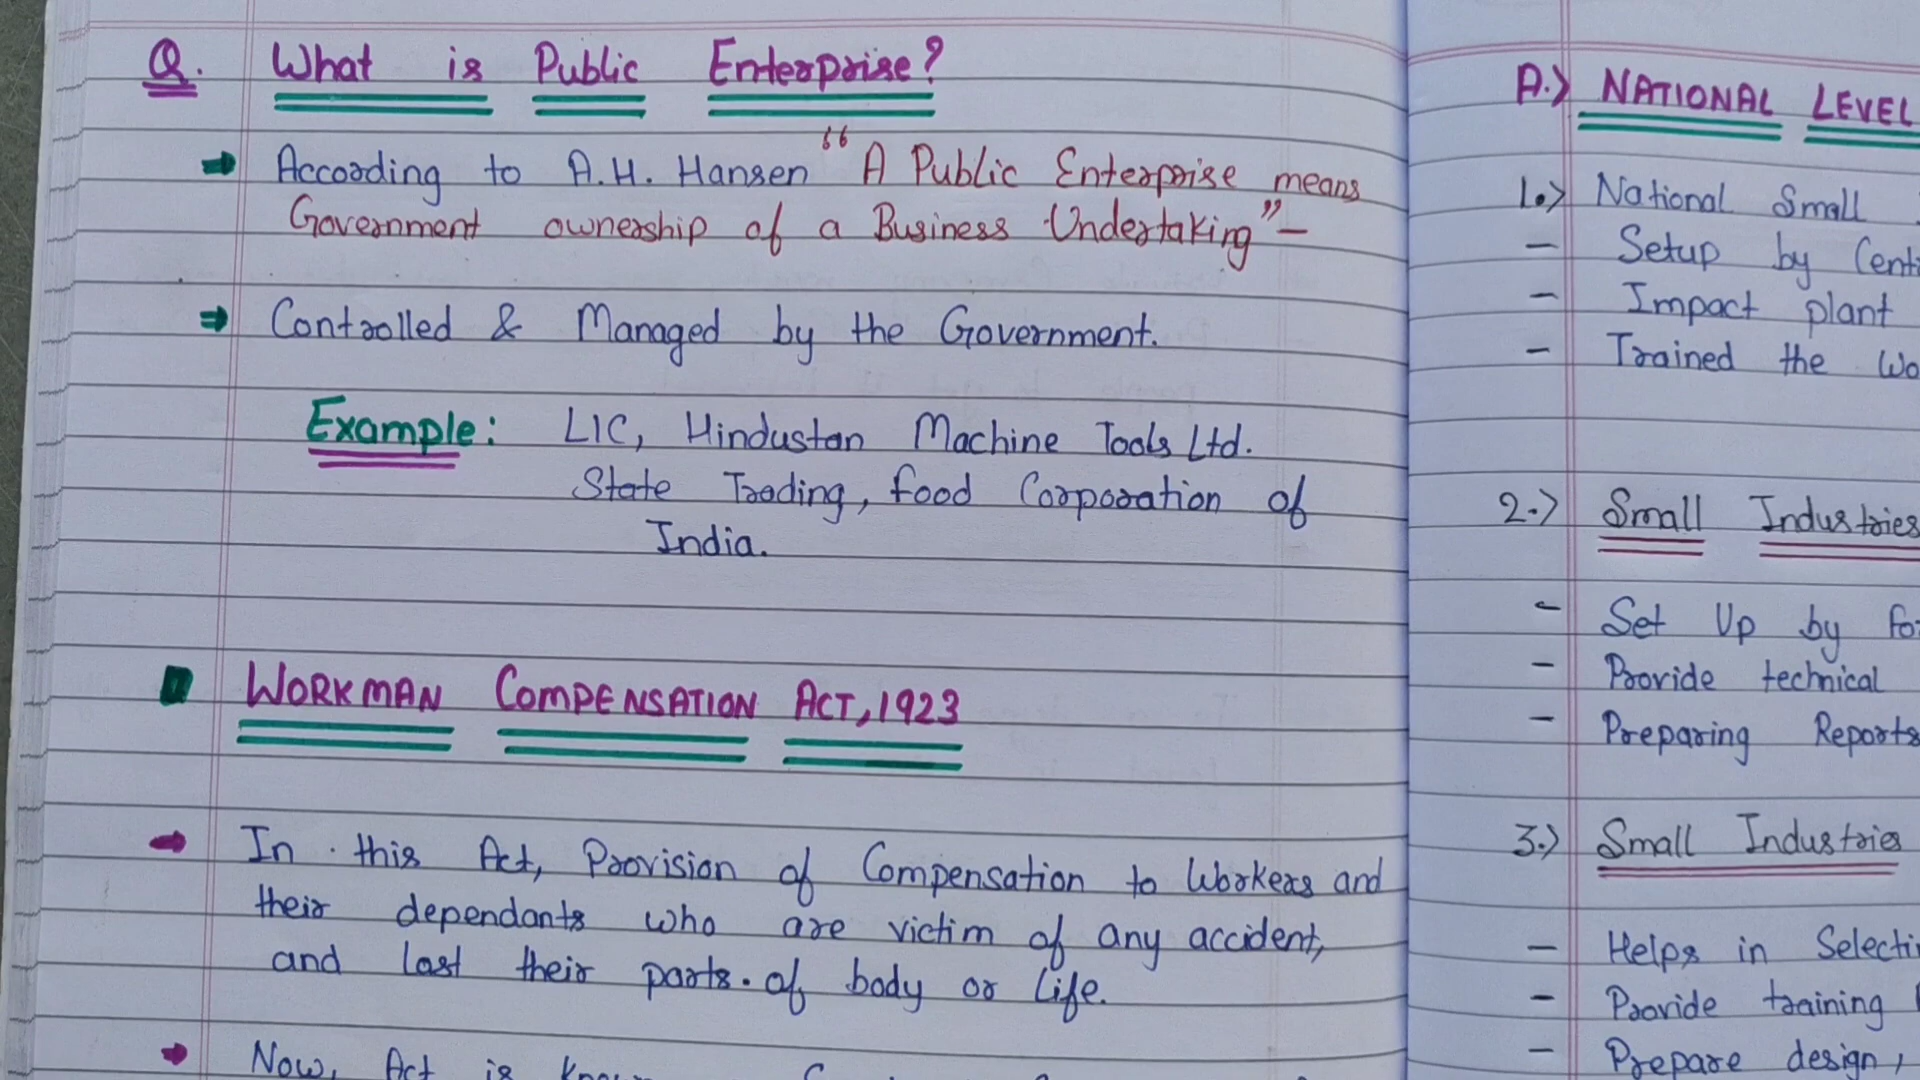 Q. What is Public Enterprise?
According to A.H. Hansen "A Public Enterprise means
Government ownership of a Business Undertaking"-
Controlled & Managed by the Government.
Example: LIC, Hindustan Machine Tools Ltd.
State Trading, Food Corporation of
India.
WORKMAN COMPENSATION ACT, 1923
In this Act, Provision of Compensation to Workers and
their dependants who are victim of any accident,
and lost their parts of body or life.
Now, Act is
A.) NATIONAL LEVEL
1.) National Small
- Setup by
- Impact plant
- Trained the
2.) Small Industries
- Set Up by
- Provide technical
- Preparing Reports
3.) Small Industries
- Helps in
- Provide training
- Prepare design,